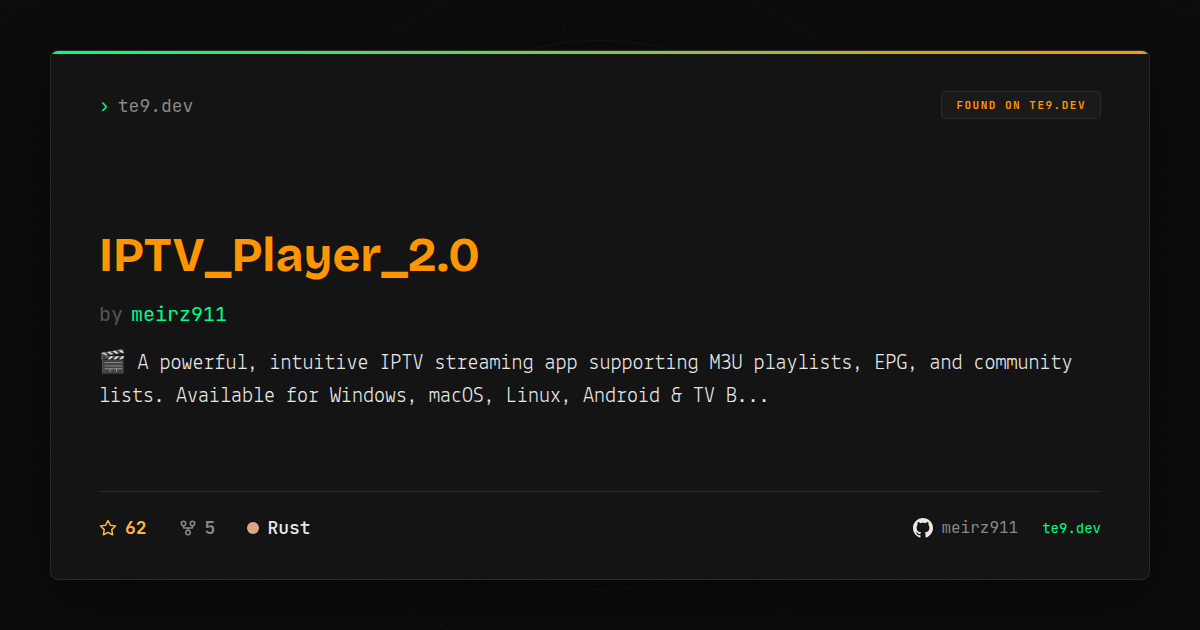 › te9.dev
FOUND ON TE9.DEV
IPTV_Player_2.0
by meirz911
🎬 A powerful, intuitive IPTV streaming app supporting M3U playlists, EPG, and community
lists. Available for Windows, macOS, Linux, Android & TV B...
62 5 Rust
meirz911 te9.dev